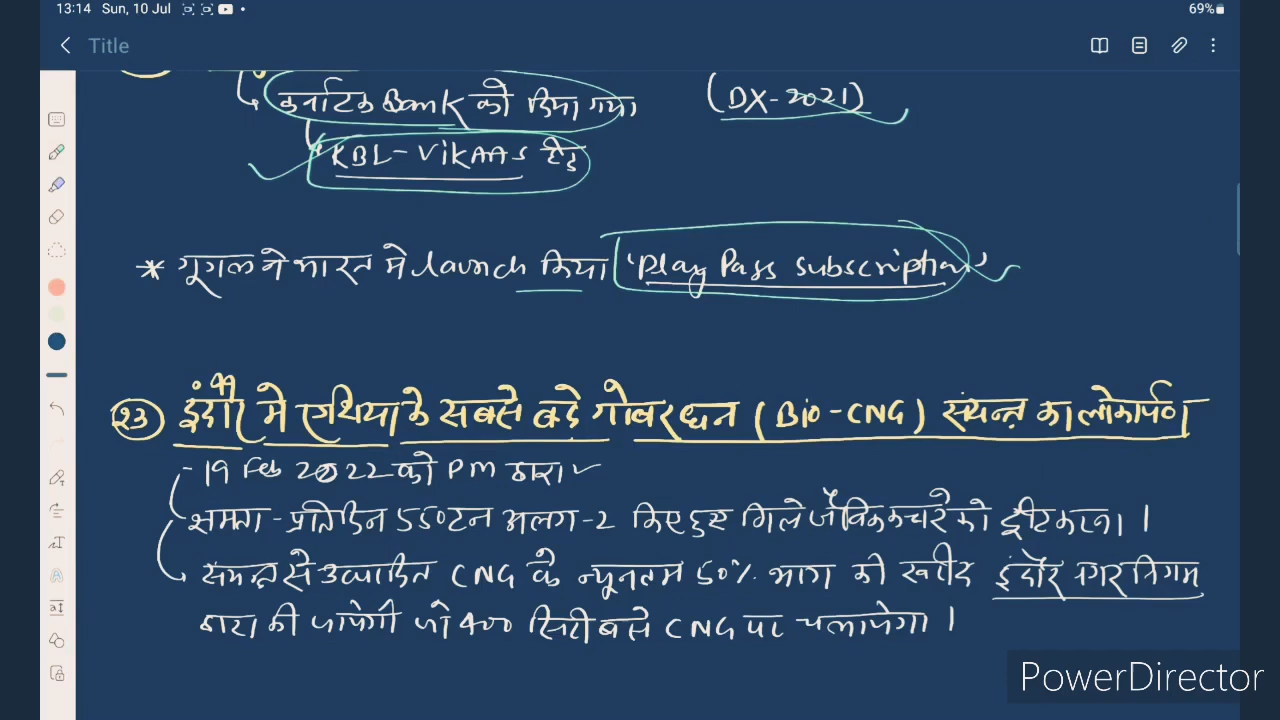 13:14 Sun, 10 Jul
69%
Title
कर्नाटक Bank को दिया गया (DX-2021)
KBL-VikAAs हेतु
* गूगल ने भारत मे launch किया 'Play Pass subscription'
23) इंदौर मे एशिया के सबसे बडे गोबरधन (Bio-CNG) संयन्त्र का लोकार्पण
- 19 Feb 2022 को PM द्वारा
क्षमता - प्रतिदिन 550 टन अलग-2 किए हुए गिले जैविक कचरे को ट्रीट करना।
संयन्त्र से उत्पादित CNG के न्यूनतम 50% भाग की खरीद इंदौर नगर निगम
द्वारा की जायेगी जो 400 सिटी बसे CNG पर चलायेगा।
PowerDirector